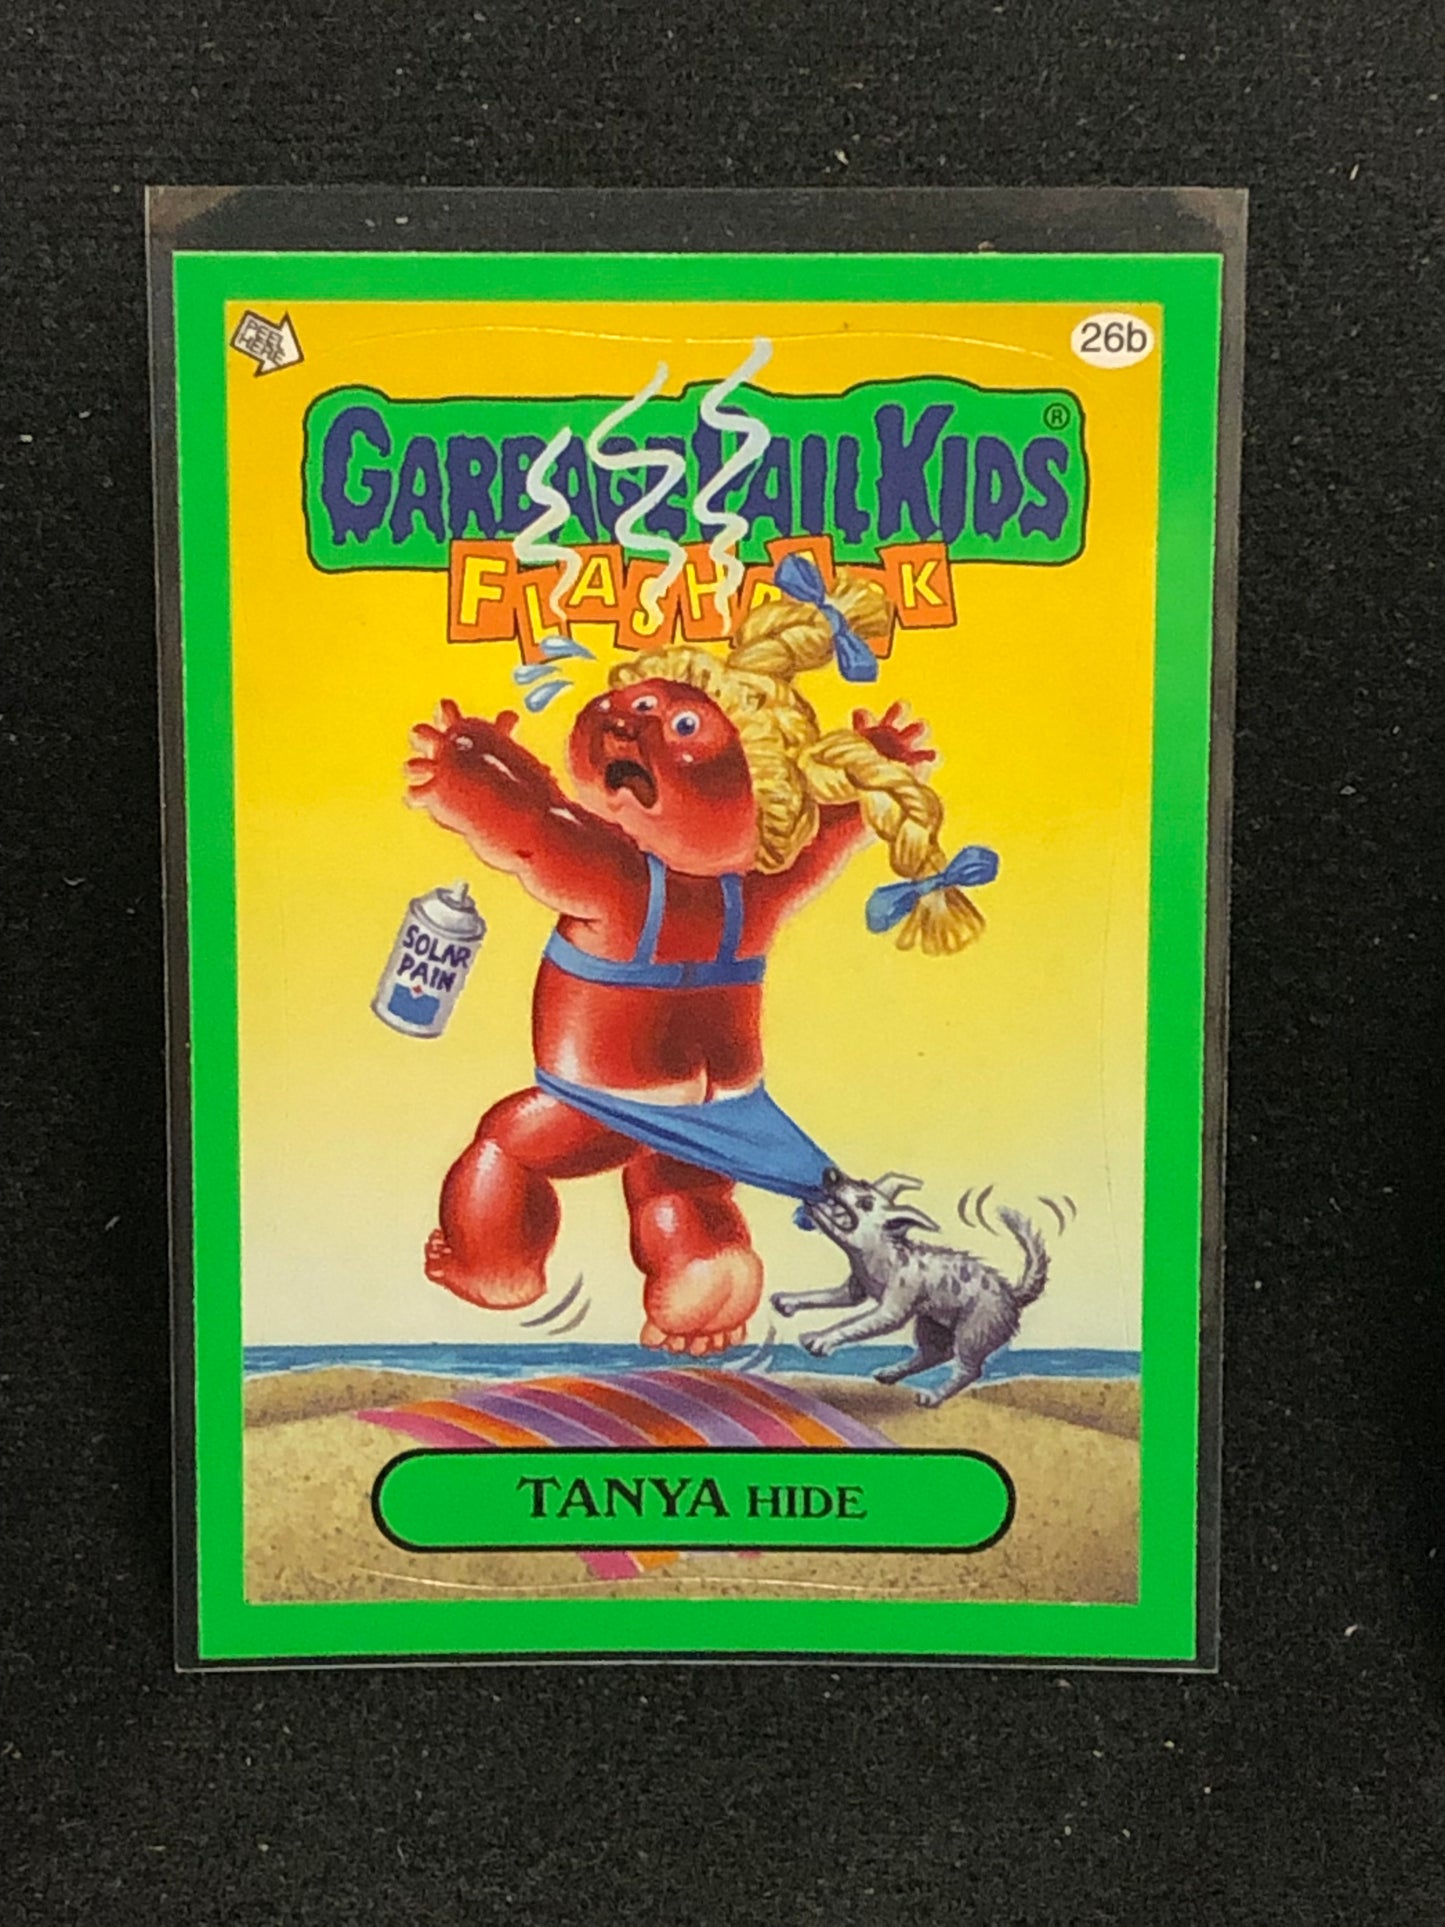 PEEL
HERE
26b
GARBAGE PAIL KIDS ®
FLASHBACK
SOLAR
PAIN
TANYA HIDE